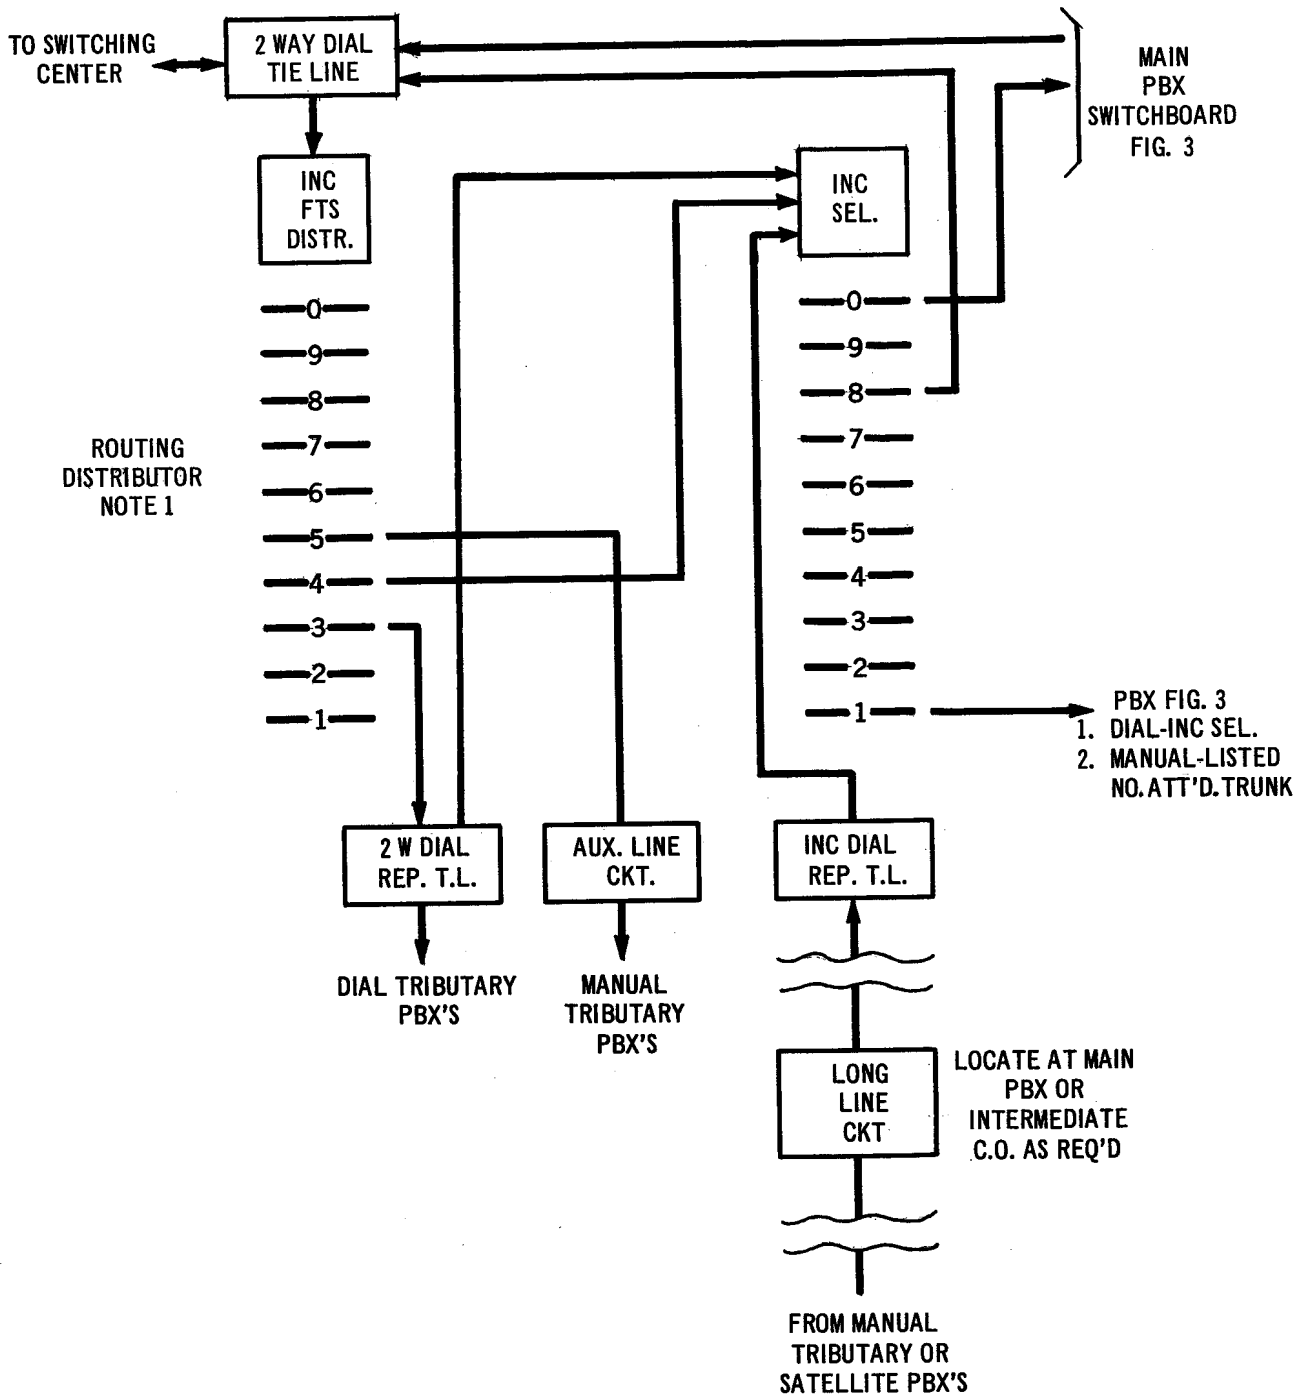 TO SWITCHING
CENTER
2 WAY DIAL
TIE LINE
MAIN
PBX
SWITCHBOARD
FIG. 3
INC
FTS
DISTR.
INC
SEL.
ROUTING
DISTRIBUTOR
NOTE 1
0
9
8
7
6
5
4
3
2
1
0
9
8
7
6
5
4
3
2
1
PBX FIG. 3
1. DIAL-INC SEL.
2. MANUAL-LISTED
NO. ATT'D. TRUNK
2 W DIAL
REP. T.L.
AUX. LINE
CKT.
INC DIAL
REP. T.L.
DIAL TRIBUTARY
PBX'S
MANUAL
TRIBUTARY
PBX'S
LONG
LINE
CKT
LOCATE AT MAIN
PBX OR
INTERMEDIATE
C.O. AS REQ'D
FROM MANUAL
TRIBUTARY OR
SATELLITE PBX'S